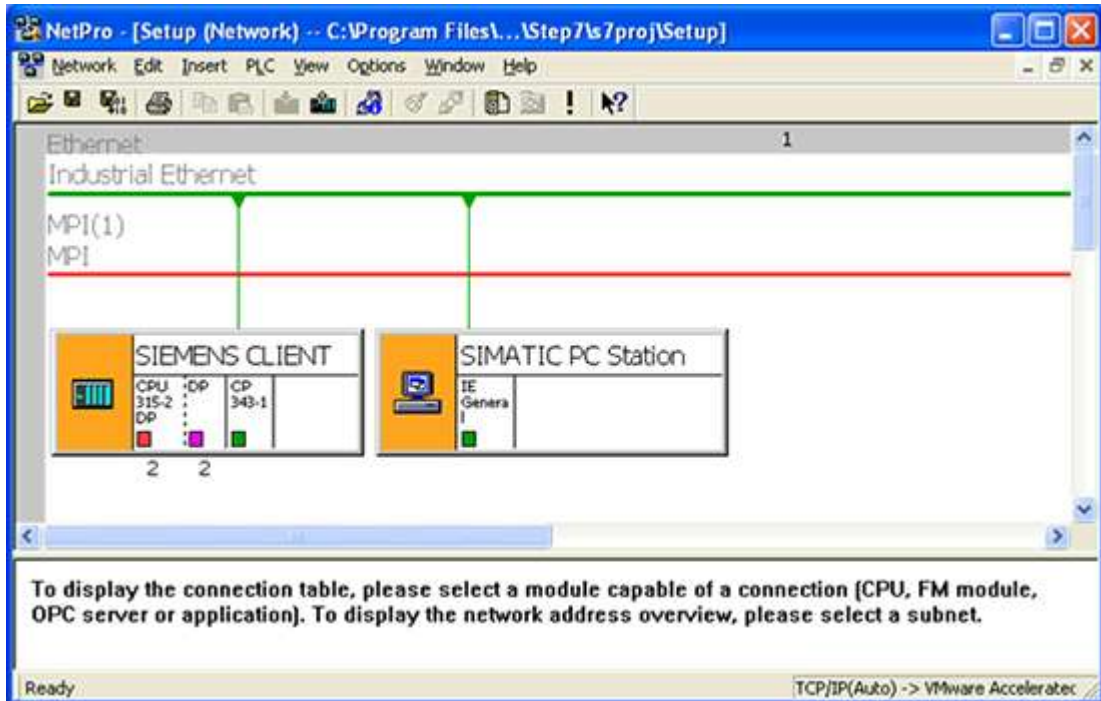 NetPro - [Setup (Network) -- C:\Program Files\...\Step7\s7proj\Setup]
Network Edit Insert PLC View Options Window Help
1
Ethernet
Industrial Ethernet
MPI(1)
MPI
SIEMENS CLIENT
CPU
315-2
DP
DP
CP
343-1
2
2
SIMATIC PC Station
IE
Genera
l
To display the connection table, please select a module capable of a connection (CPU, FM module,
OPC server or application). To display the network address overview, please select a subnet.
Ready
TCP/IP(Auto) -> VMware Acceleratec